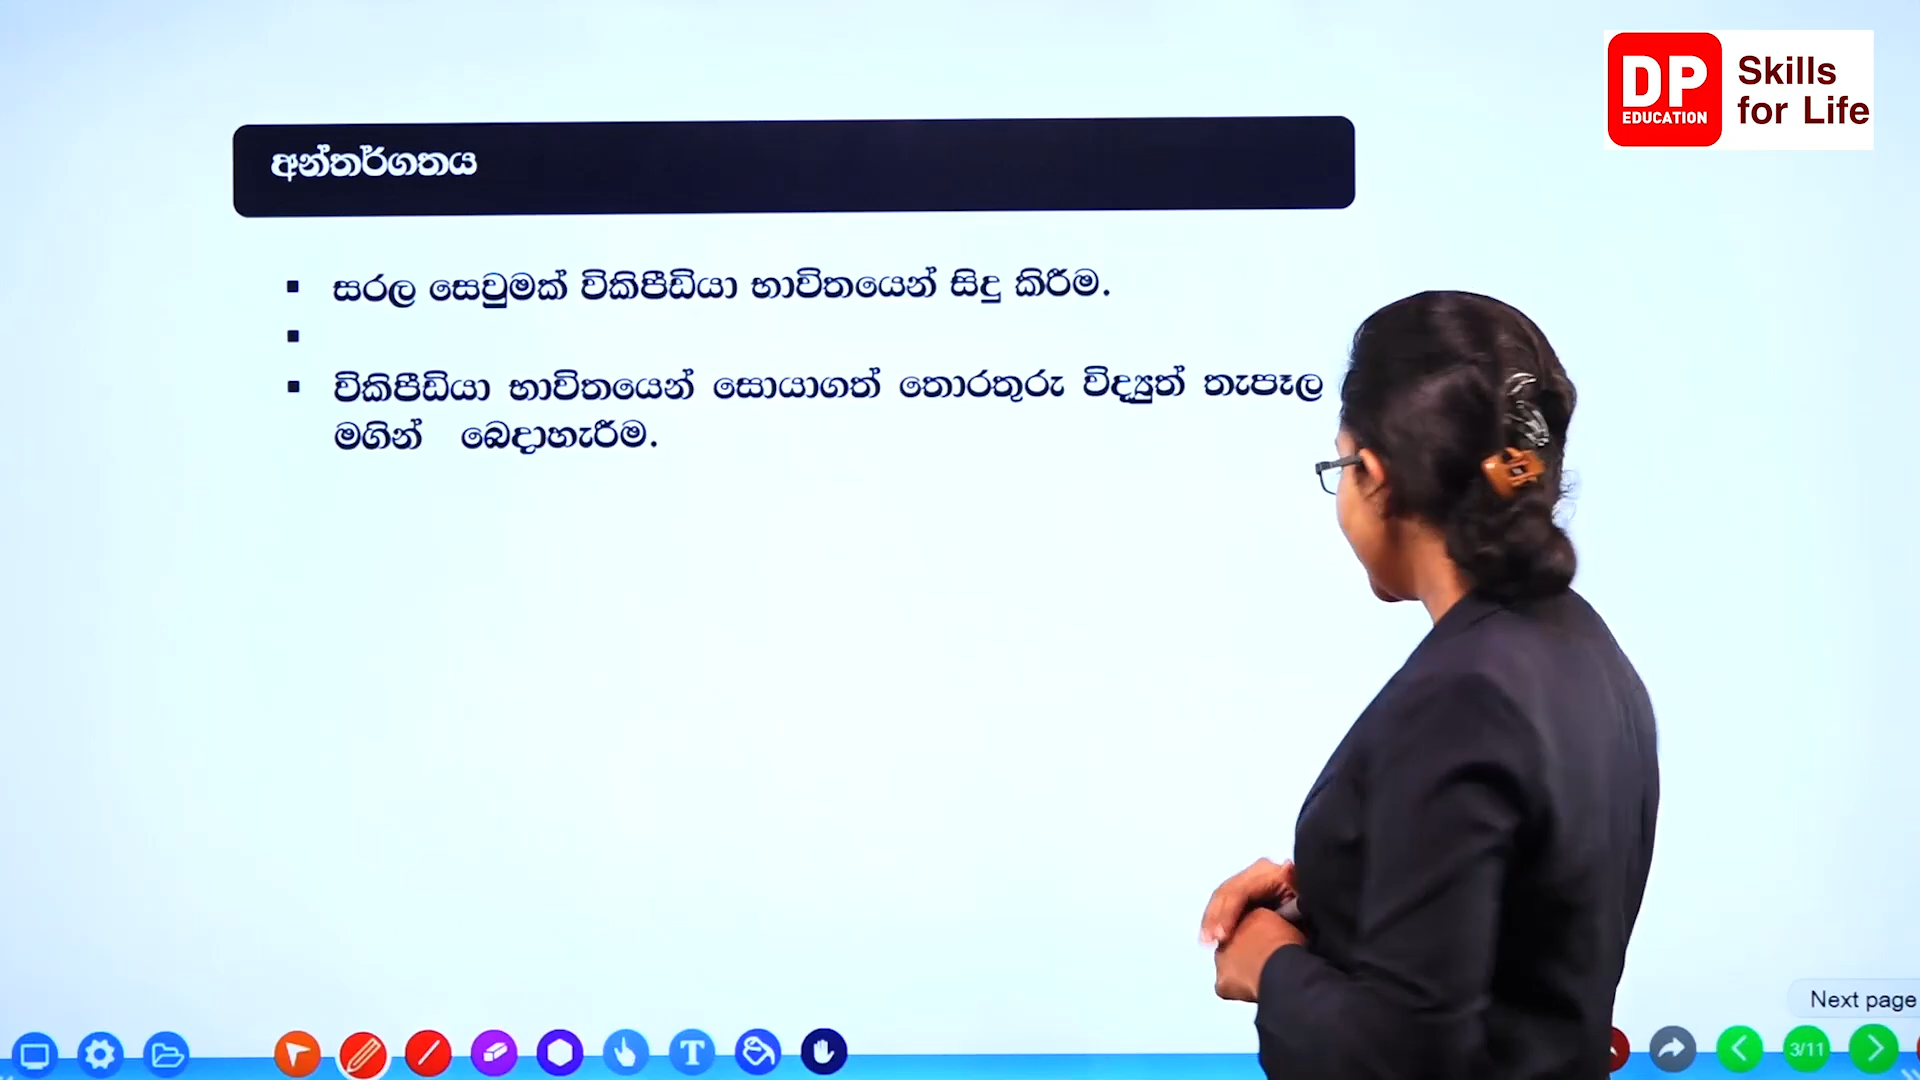 DP
EDUCATION
Skills
for Life
අන්තර්ගතය
▪ සරල සෙවුමක් විකිපීඩියා භාවිතයෙන් සිදු කිරීම.
▪
▪ විකිපීඩියා භාවිතයෙන් සොයාගත් තොරතුරු විද්‍යුත් තැපෑල
මගින් බෙදාහැරීම.
Next page
T
3/11